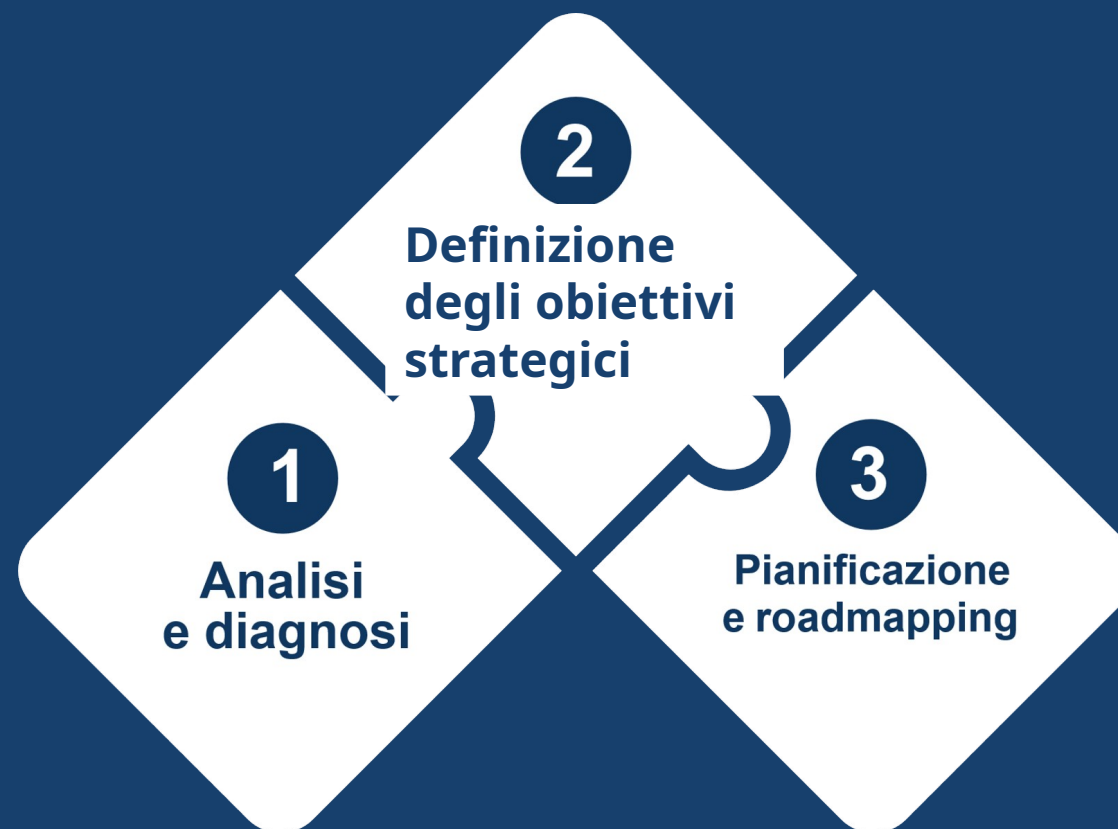 1
Analisi
e diagnosi
2
Definizione
degli obiettivi
strategici
3
Pianificazione
e roadmapping